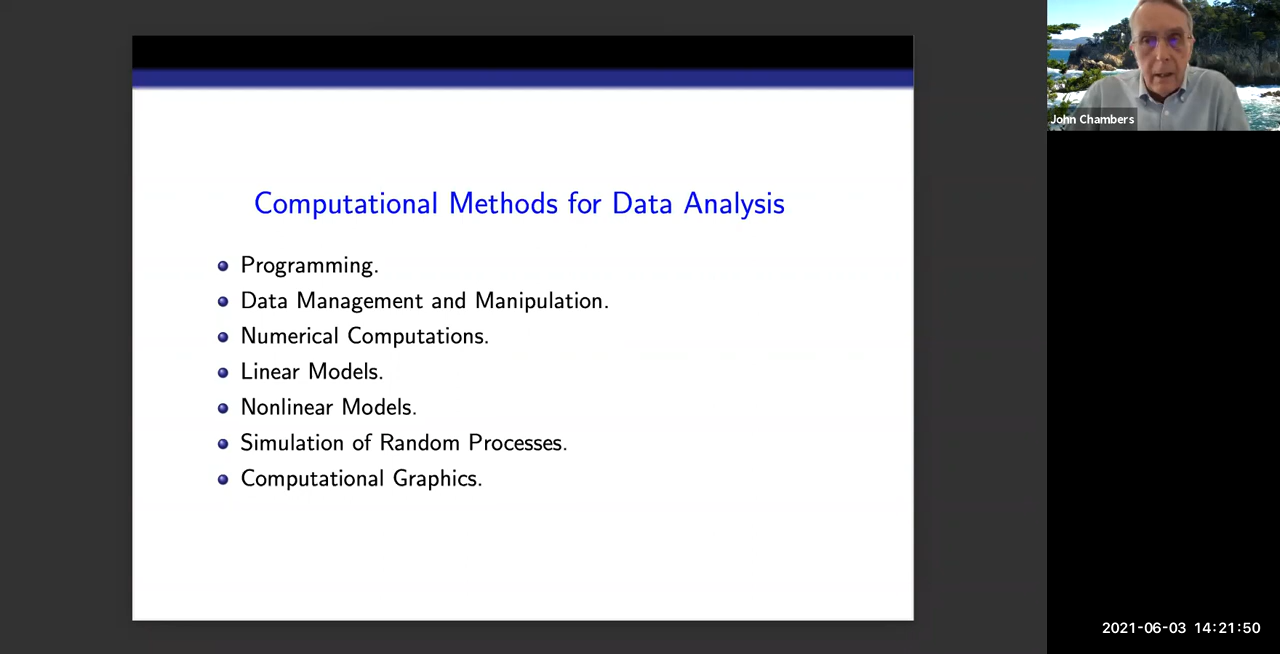 Computational Methods for Data Analysis
Programming.
Data Management and Manipulation.
Numerical Computations.
Linear Models.
Nonlinear Models.
Simulation of Random Processes.
Computational Graphics.
John Chambers
2021-06-03 14:21:50